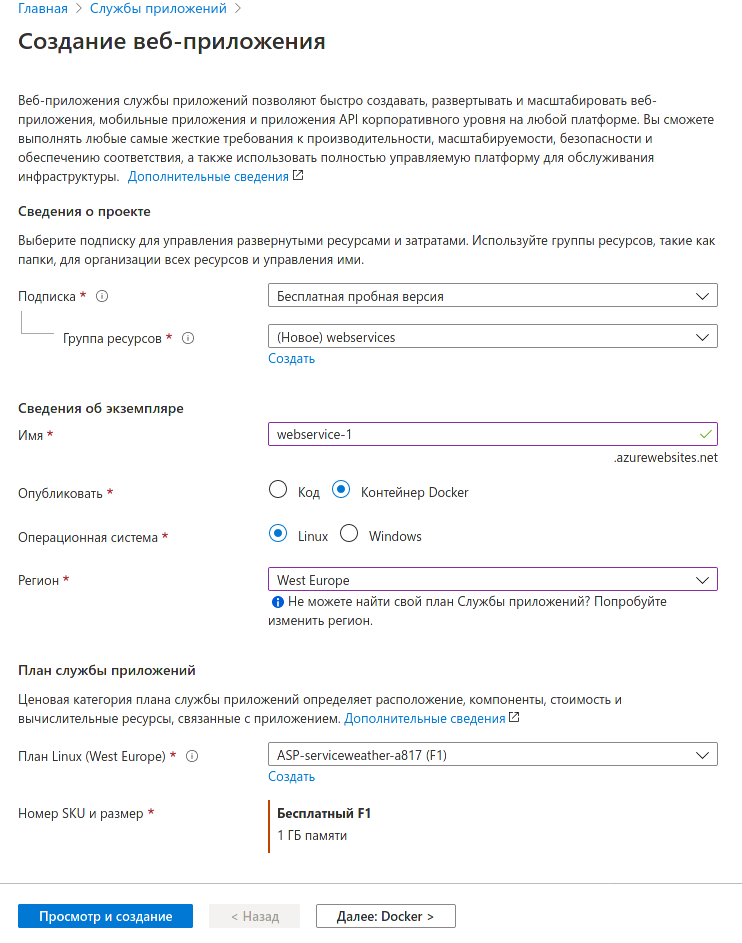 Главная > Службы приложений >
Создание веб-приложения
Веб-приложения службы приложений позволяют быстро создавать, развертывать и масштабировать веб-
приложения, мобильные приложения и приложения API корпоративного уровня на любой платформе. Вы сможете
выполнять любые самые жесткие требования к производительности, масштабируемости, безопасности и
обеспечению соответствия, а также использовать полностью управляемую платформу для обслуживания
инфраструктуры. Дополнительные сведения
Сведения о проекте
Выберите подписку для управления развернутыми ресурсами и затратами. Используйте группы ресурсов, такие как
папки, для организации всех ресурсов и управления ими.
Подписка * Бесплатная пробная версия
Группа ресурсов * (Новое) webservices
Создать
Сведения об экземпляре
Имя * webservice-1
.azurewebsites.net
Опубликовать * Код Контейнер Docker
Операционная система * Linux Windows
Регион * West Europe
Не можете найти свой план Службы приложений? Попробуйте
изменить регион.
План службы приложений
Ценовая категория плана службы приложений определяет расположение, компоненты, стоимость и
вычислительные ресурсы, связанные с приложением. Дополнительные сведения
План Linux (West Europe) * ASP-serviceweather-a817 (F1)
Создать
Номер SKU и размер * Бесплатный F1
1 ГБ памяти
Просмотр и создание < Назад Далее: Docker >